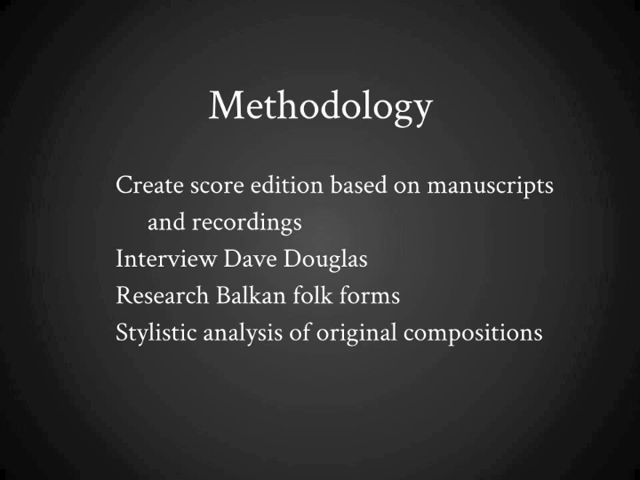 Methodology
Create score edition based on manuscripts
and recordings
Interview Dave Douglas
Research Balkan folk forms
Stylistic analysis of original compositions